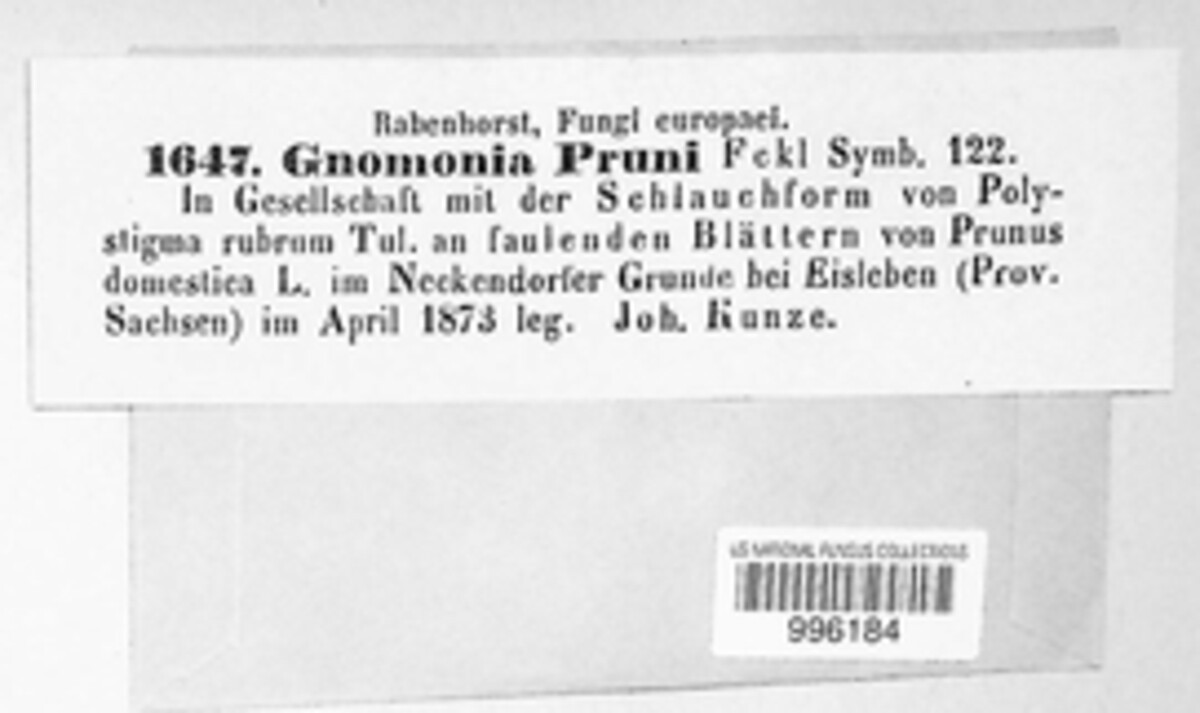 Rabenhorst, Fungi europaei.
1647. Gnomonia Pruni Fckl Symb. 122.
In Gesellschaft mit der Schlauchform von Poly-
stigma rubrum Tul. an faulenden Blättern von Prunus
domestica L. im Neckendorfer Grunde bei Eisleben (Prov.
Sachsen) im April 1873 leg. Joh. Kunze.
US NATIONAL FUNGUS COLLECTIONS
996184